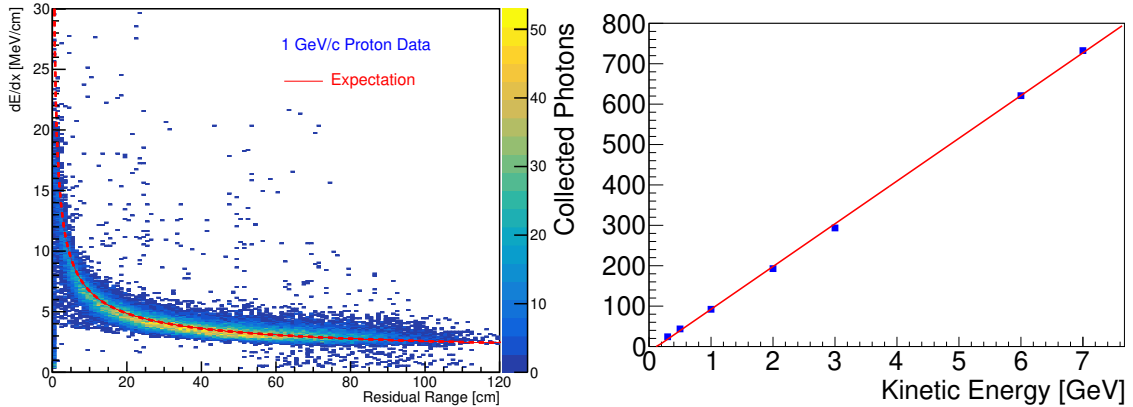 dE/dx [MeV/cm]
30
25
20
15
10
5
0
1 GeV/c Proton Data
Expectation
0 20 40 60 80 100 120
Residual Range [cm]
50
40
30
20
10
0
Collected Photons
800
700
600
500
400
300
200
100
0
0 1 2 3 4 5 6 7
Kinetic Energy [GeV]